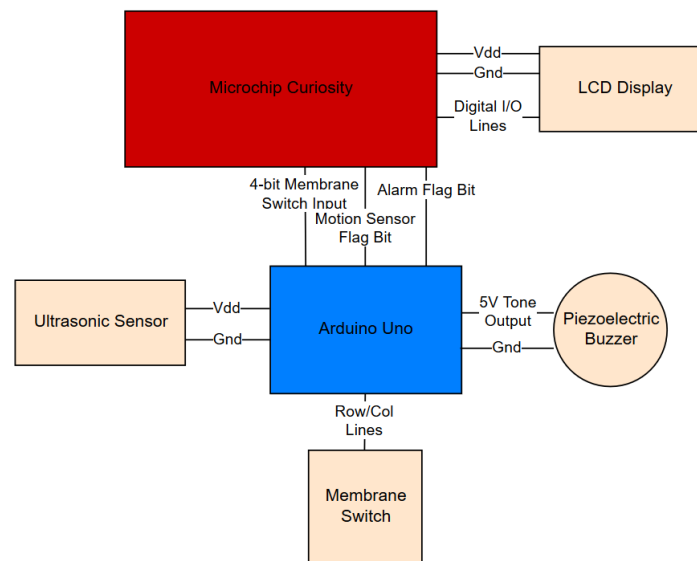 Microchip Curiosity
Vdd
Gnd
Digital I/O
Lines
LCD Display
4-bit Membrane
Switch Input
Motion Sensor
Flag Bit
Alarm Flag Bit
Ultrasonic Sensor
Vdd
Gnd
Arduino Uno
5V Tone
Output
Gnd
Piezoelectric
Buzzer
Row/Col
Lines
Membrane
Switch